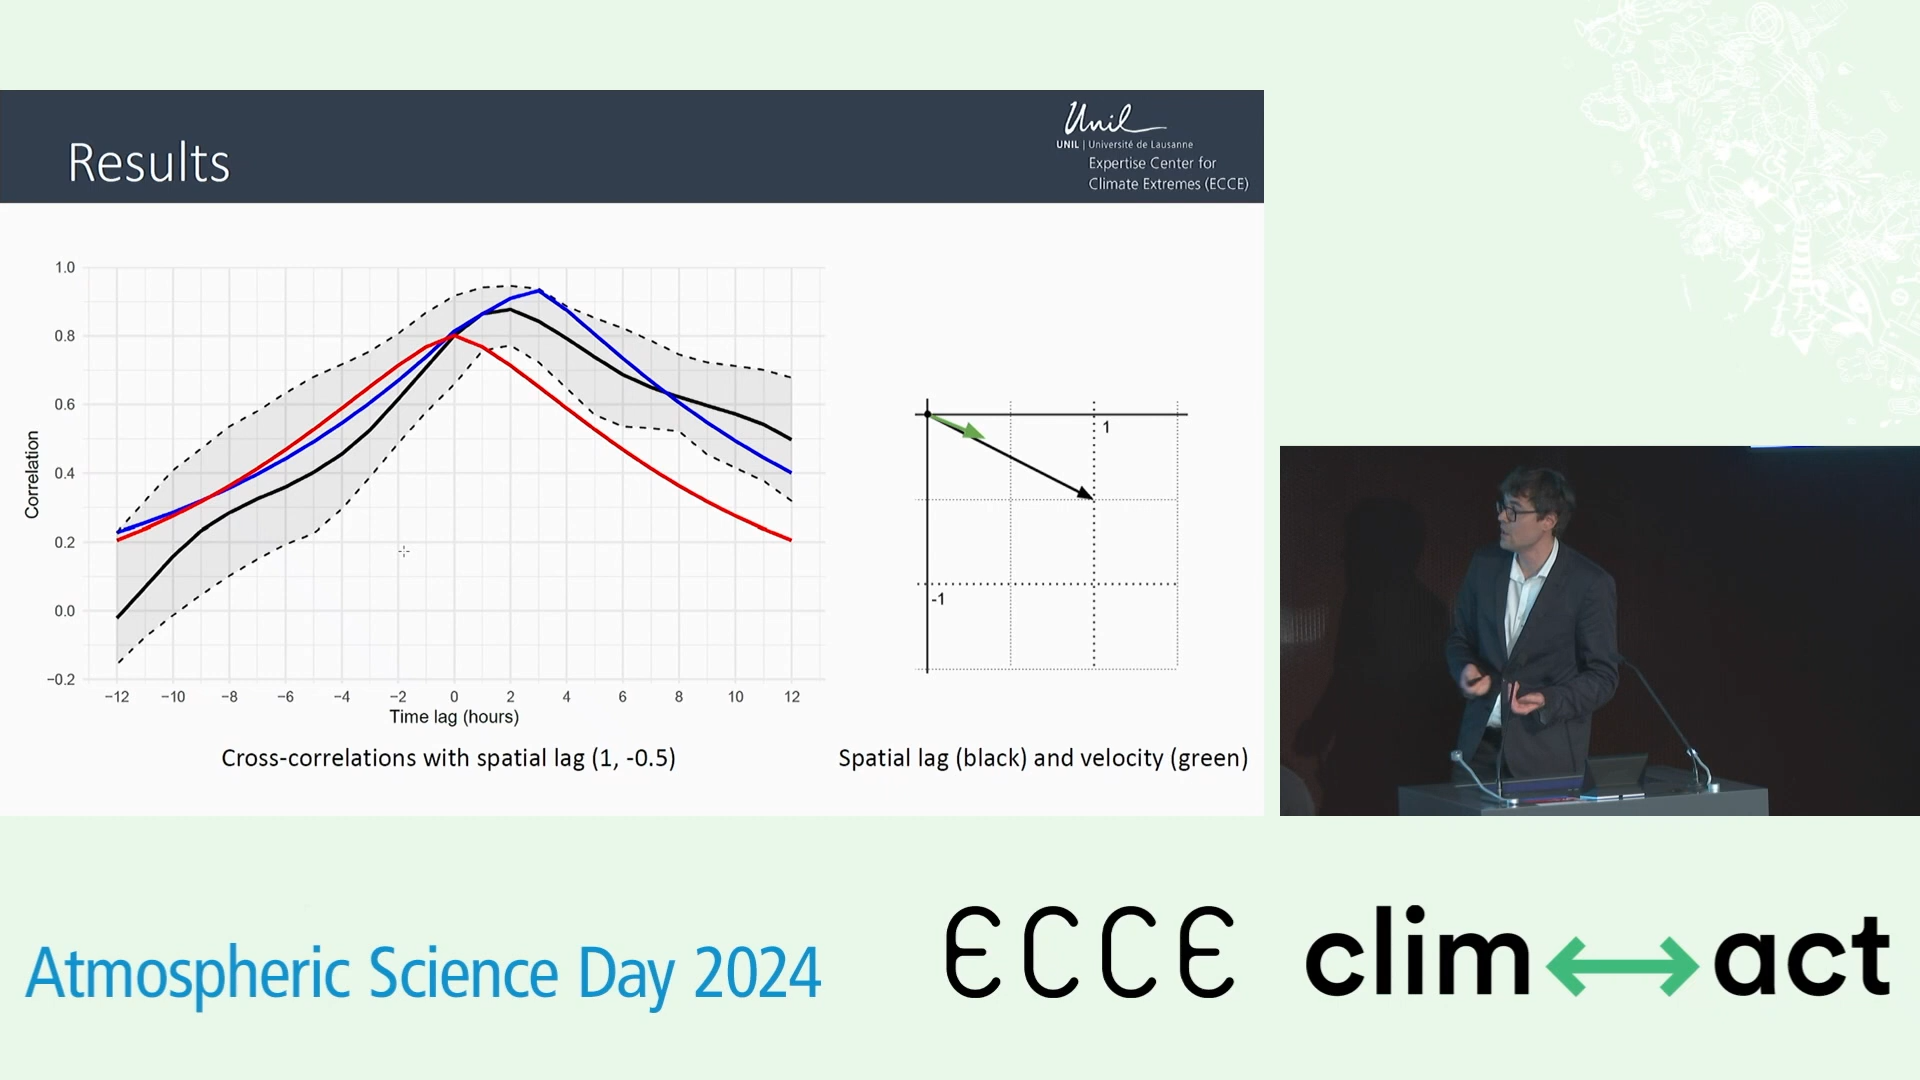 Results
Unil
UNIL | Université de Lausanne
Expertise Center for
Climate Extremes (ECCE)
Correlation
1.0
0.8
0.6
0.4
0.2
0.0
−0.2
−12 −10 −8 −6 −4 −2 0 2 4 6 8 10 12
Time lag (hours)
Cross-correlations with spatial lag (1, -0.5)
1
-1
Spatial lag (black) and velocity (green)
Atmospheric Science Day 2024
ECCE
clim act